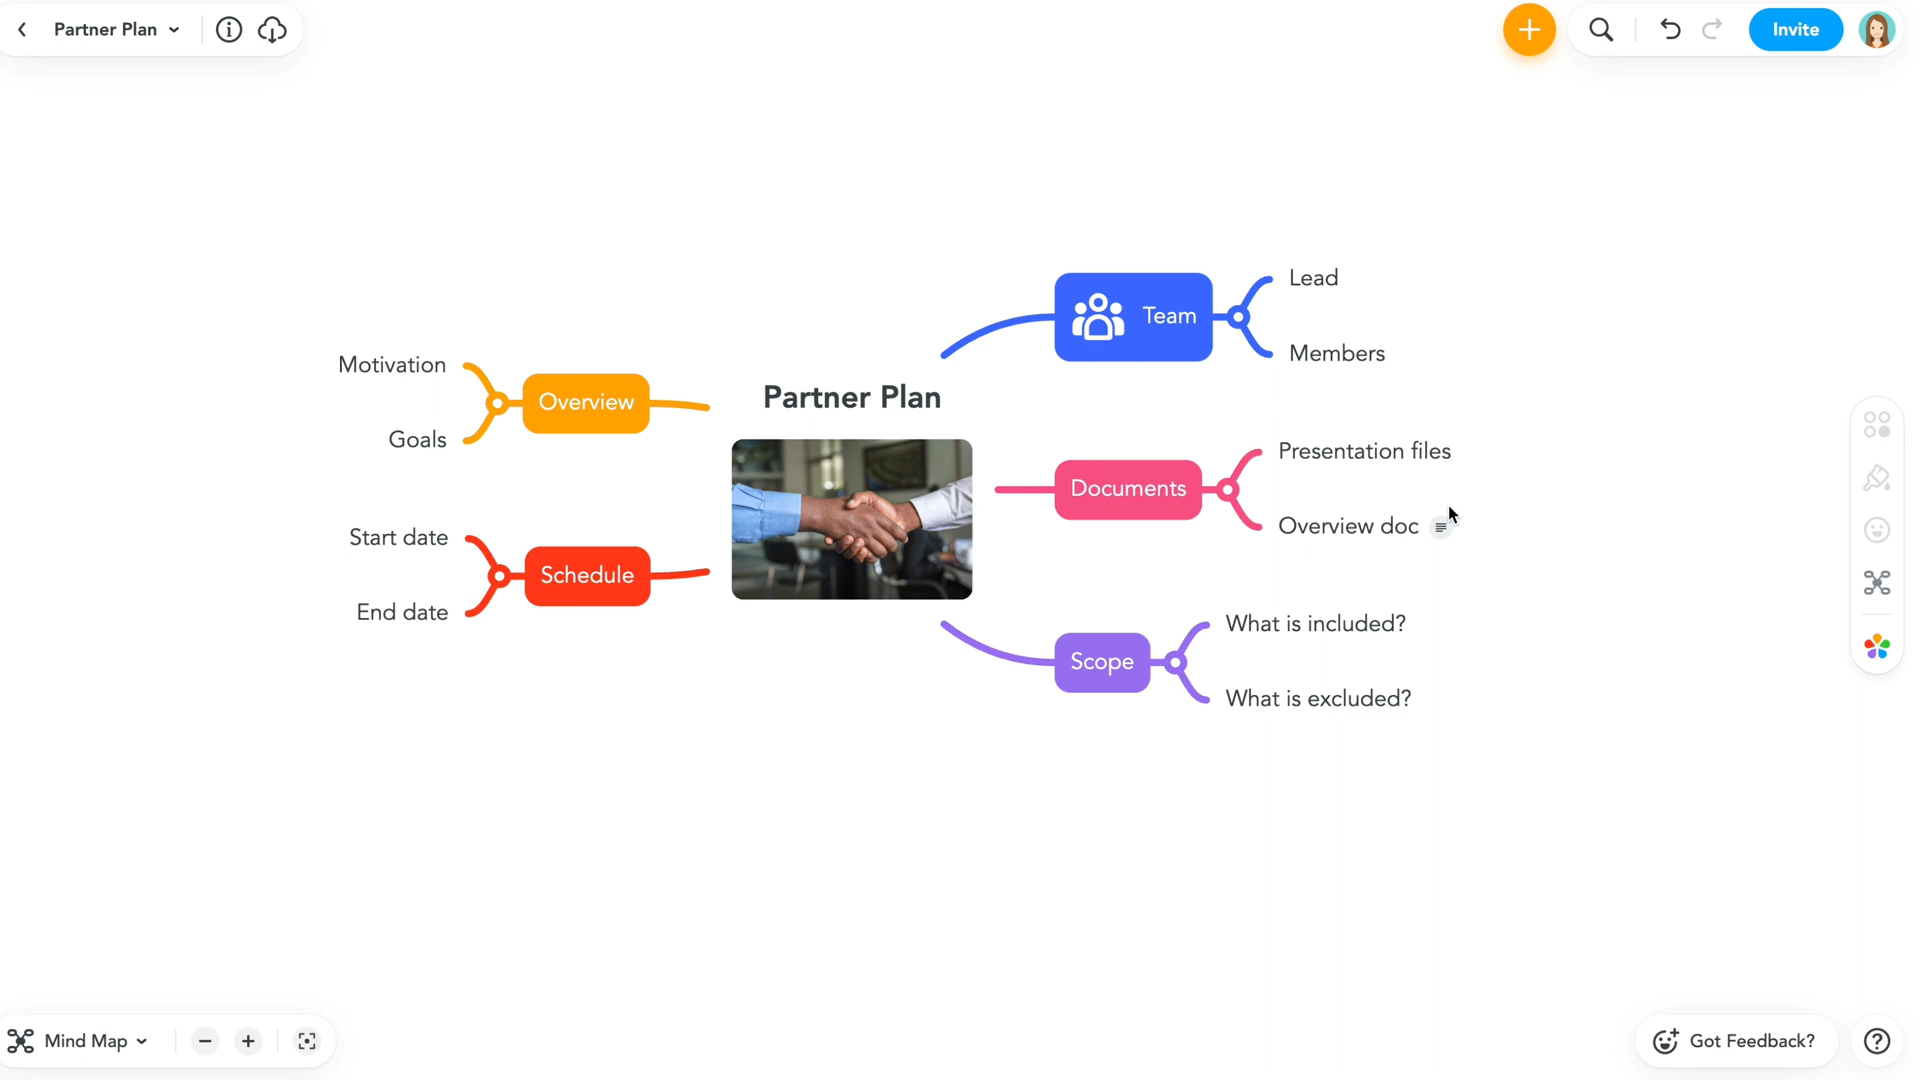 Partner Plan
Invite
Partner Plan
Overview
Motivation
Goals
Schedule
Start date
End date
Team
Lead
Members
Documents
Presentation files
Overview doc
Scope
What is included?
What is excluded?
Mind Map
Got Feedback?